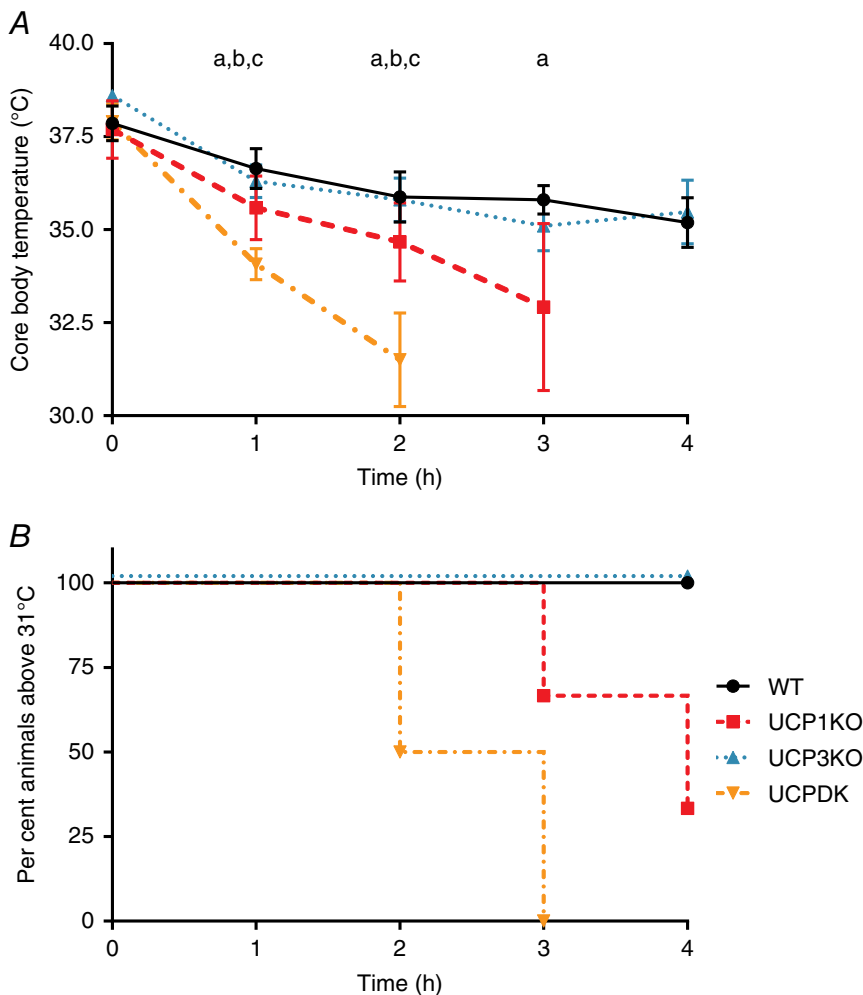 A
Core body temperature (°C)
40.0
37.5
35.0
32.5
30.0
a,b,c
a,b,c
a
0
1
2
3
4
Time (h)
B
Per cent animals above 31°C
100
75
50
25
0
0
1
2
3
4
Time (h)
WT
UCP1KO
UCP3KO
UCPDK